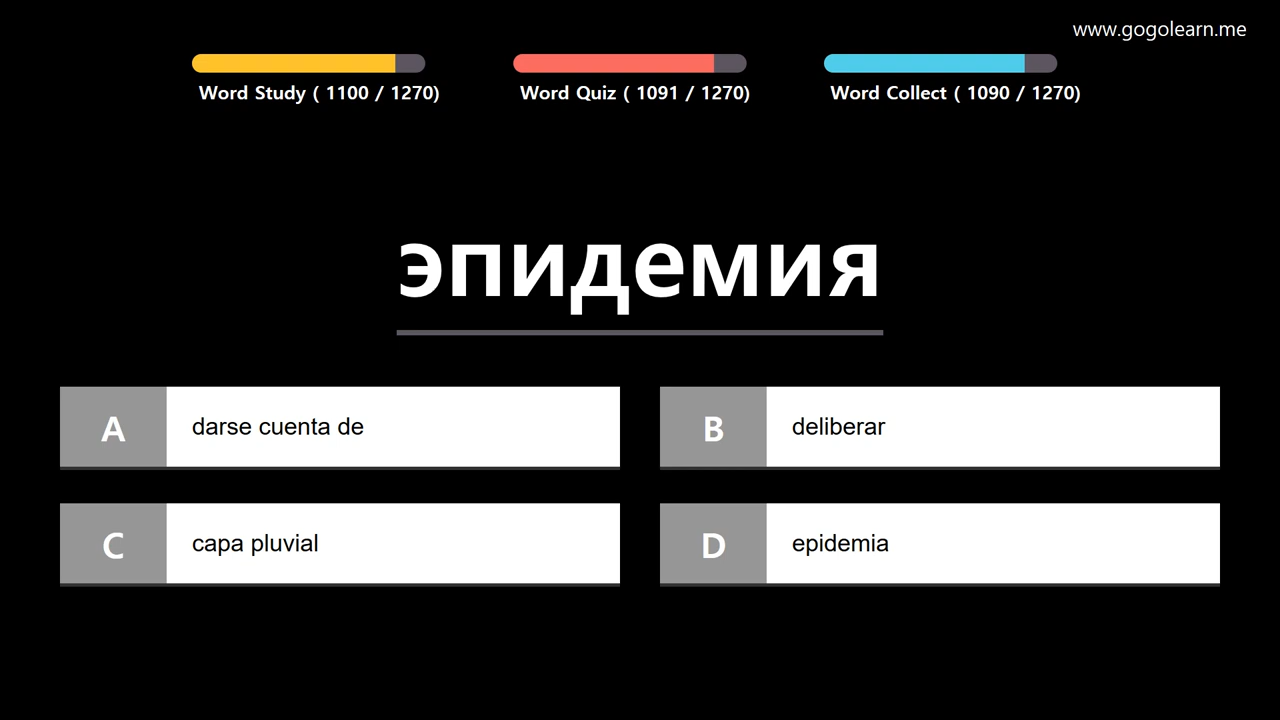 www.gogolearn.me
Word Study ( 1100 / 1270)
Word Quiz ( 1091 / 1270)
Word Collect ( 1090 / 1270)
эпидемия
A darse cuenta de
B deliberar
C capa pluvial
D epidemia